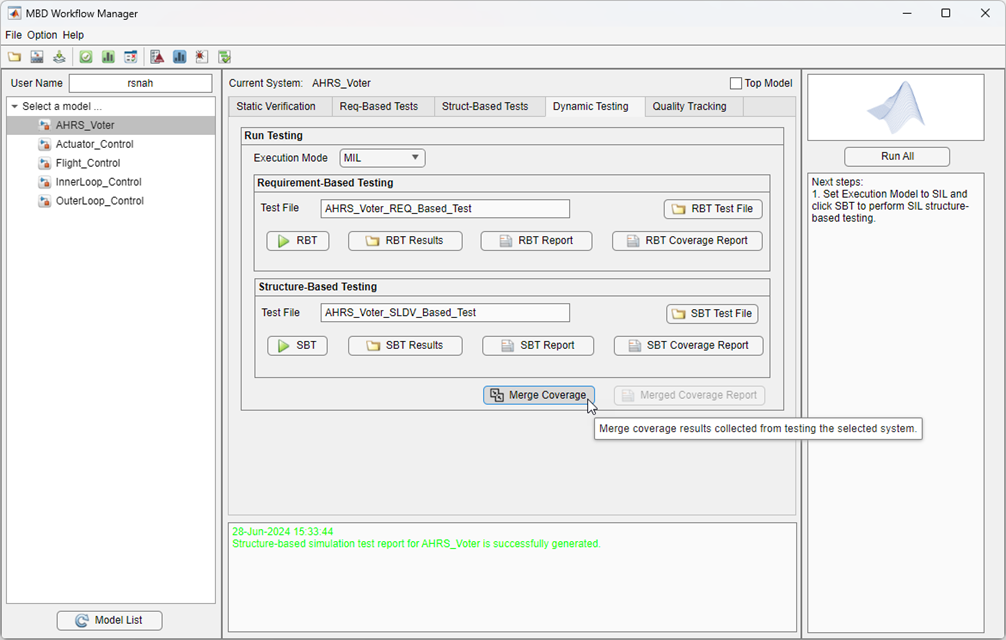 MBD Workflow Manager
File Option Help
User Name rsnah
Select a model ...
AHRS_Voter
Actuator_Control
Flight_Control
InnerLoop_Control
OuterLoop_Control
Model List
Current System: AHRS_Voter
Top Model
Static Verification Req-Based Tests Struct-Based Tests Dynamic Testing Quality Tracking
Run Testing
Execution Mode MIL
Requirement-Based Testing
Test File AHRS_Voter_REQ_Based_Test RBT Test File
RBT RBT Results RBT Report RBT Coverage Report
Structure-Based Testing
Test File AHRS_Voter_SLDV_Based_Test SBT Test File
SBT SBT Results SBT Report SBT Coverage Report
Merge Coverage Merged Coverage Report
Merge coverage results collected from testing the selected system.
28-Jun-2024 15:33:44
Structure-based simulation test report for AHRS_Voter is successfully generated.
Run All
Next steps:
1. Set Execution Model to SIL and
click SBT to perform SIL structure-
based testing.